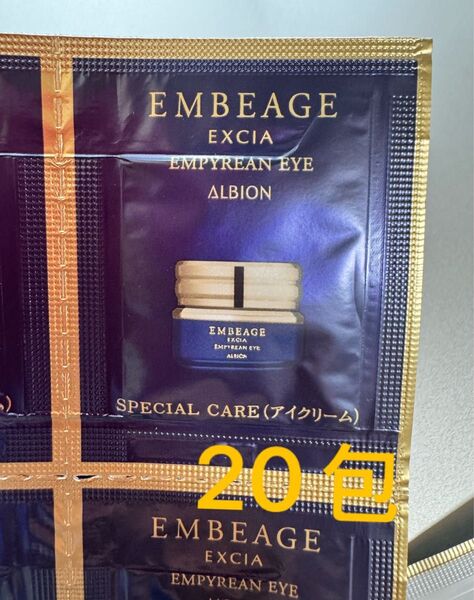 EMBEAGE
EXCIA
EMPYREAN EYE
ALBION
EMBEAGE
EXCIA
EMPYREAN EYE
ALBION
SPECIAL CARE(アイクリーム)
20包
EMBEAGE
EXCIA
EMPYREAN EYE